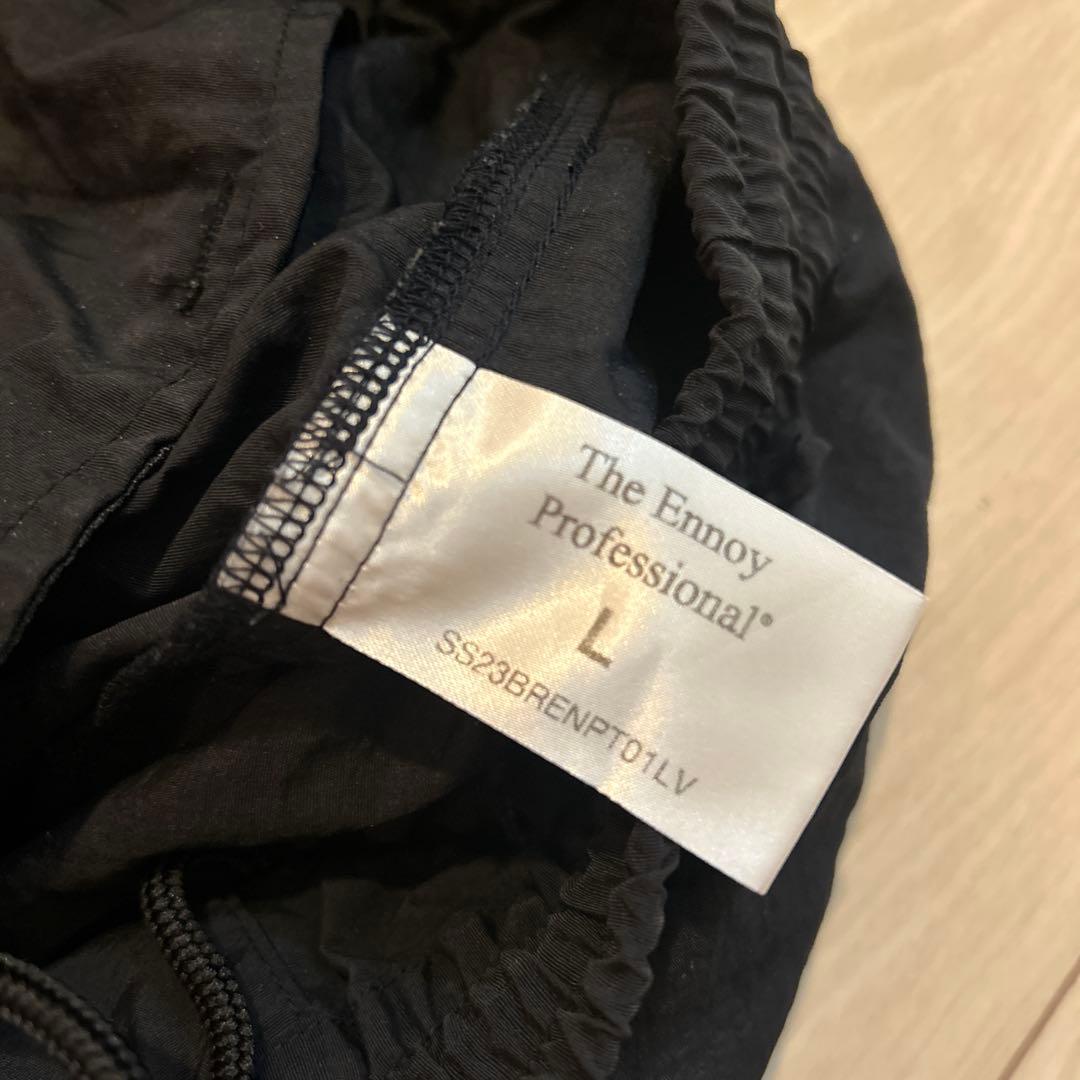 The Ennoy
Professional®
L
SS23BRENPT01LV